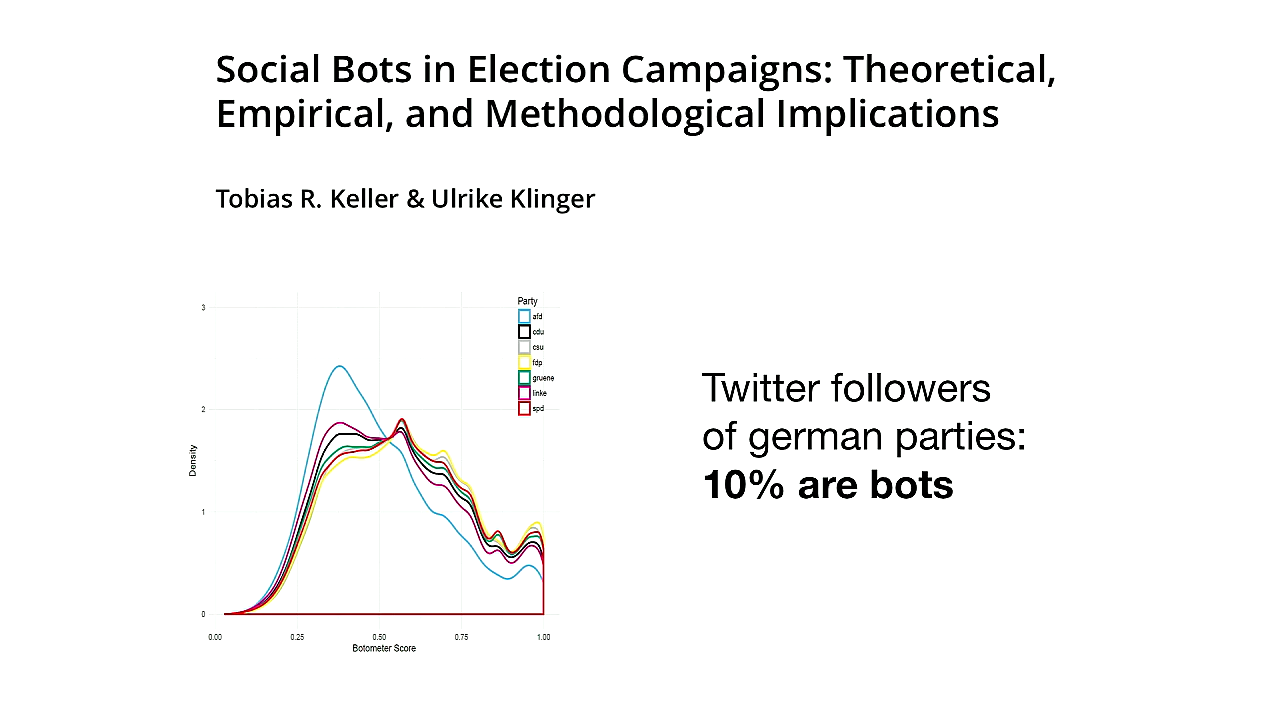 Social Bots in Election Campaigns: Theoretical,
Empirical, and Methodological Implications
Tobias R. Keller & Ulrike Klinger
Party
afd
cdu
csu
fdp
gruene
linke
spd
3
2
1
0
Density
0.00 0.25 0.50 0.75 1.00
Botometer Score
Twitter followers
of german parties:
10% are bots